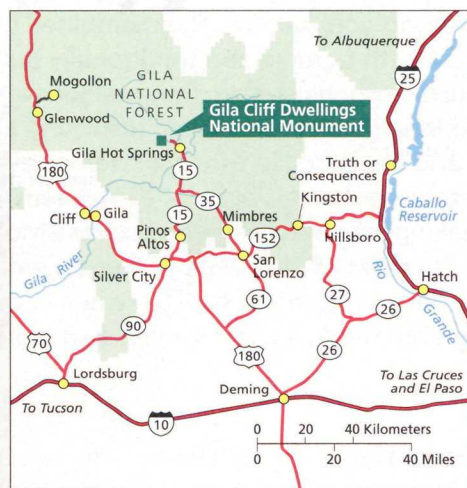 To Albuquerque
25
GILA
NATIONAL
FOREST
Mogollon
Glenwood
Gila Cliff Dwellings
National Monument
Gila Hot Springs
180
15
35
15
Truth or
Consequences
Kingston
Caballo
Reservoir
Cliff
Gila
Mimbres
Pinos
Altos
152
Hillsboro
Gila River
Silver City
San
Lorenzo
Rio
Grande
Hatch
61
27
26
90
70
180
26
Lordsburg
Deming
To Las Cruces
and El Paso
To Tucson
10
0 20 40 Kilometers
0 20 40 Miles